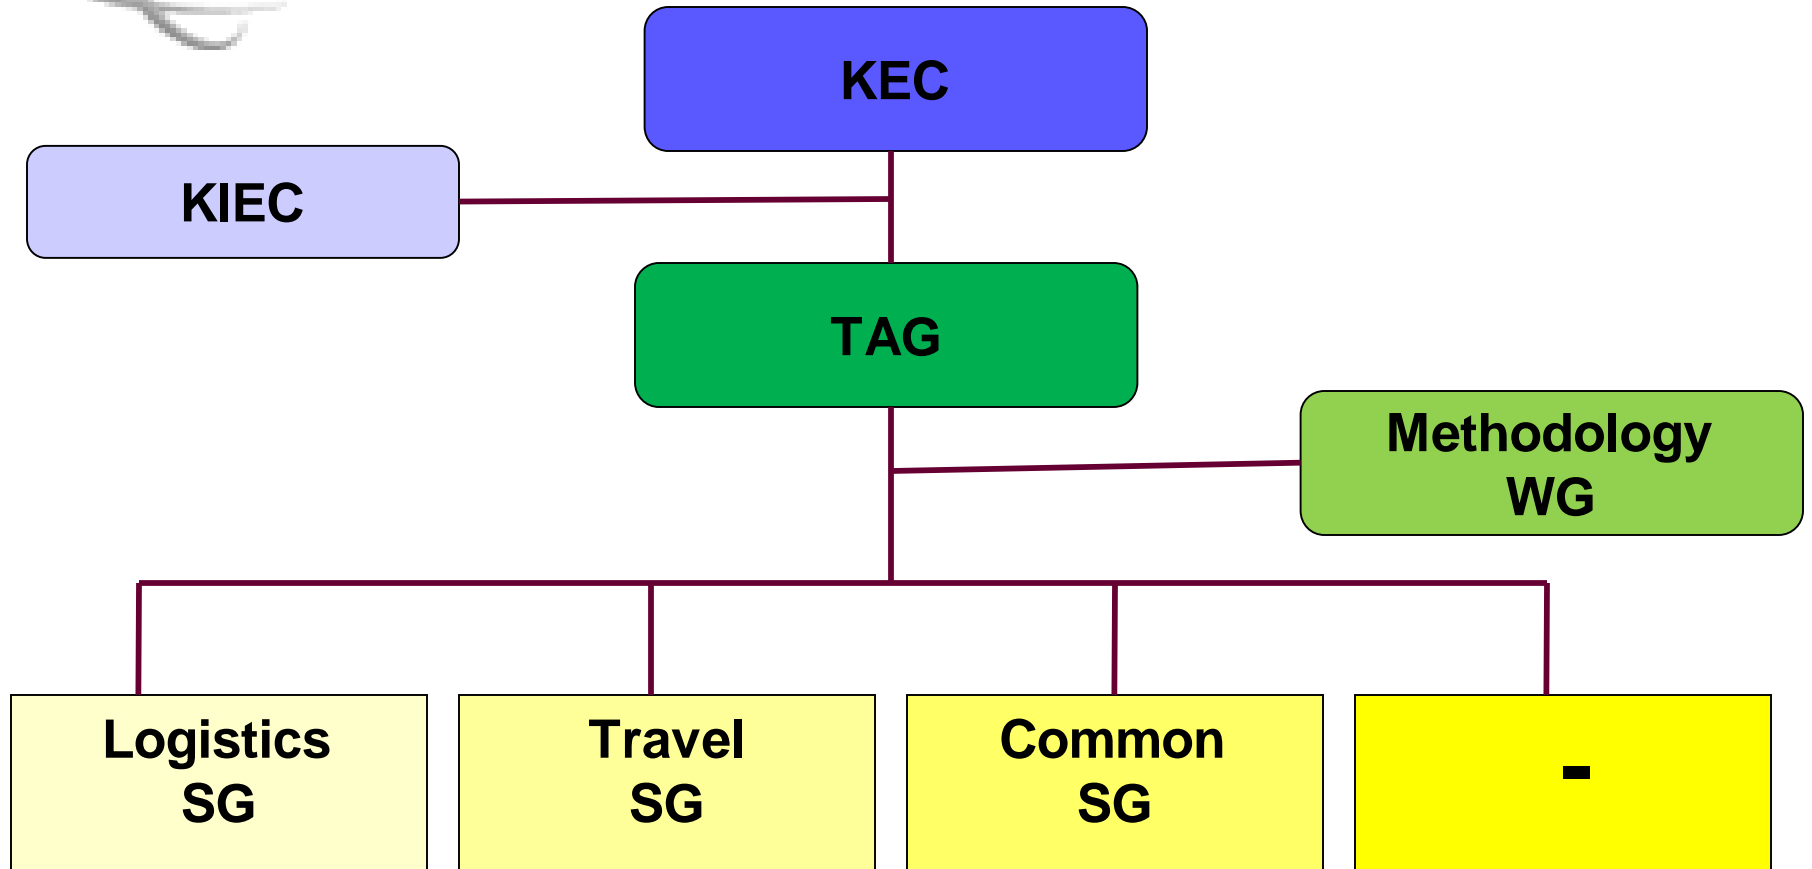 KEC
KIEC
TAG
Methodology
WG
Logistics
SG
Travel
SG
Common
SG
-